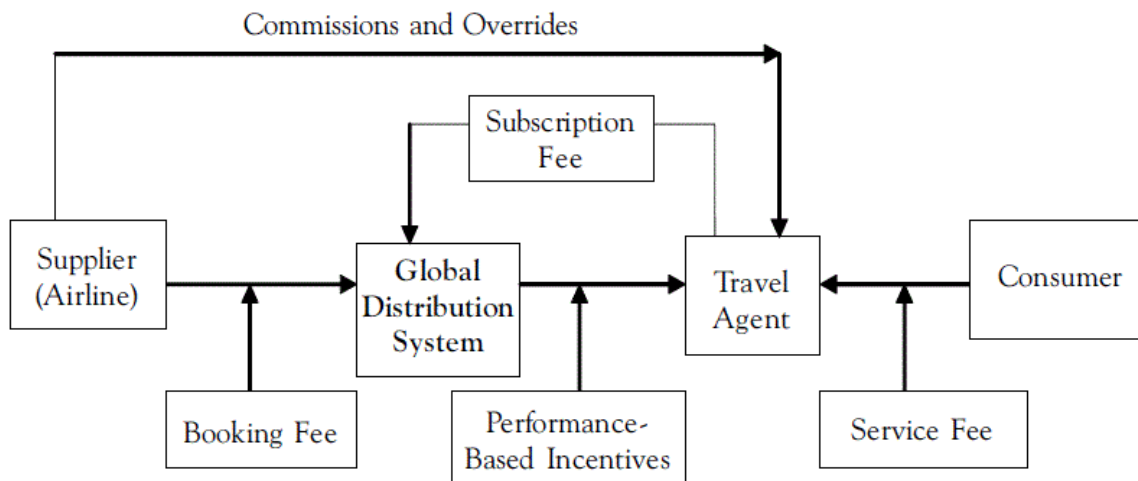 Commissions and Overrides
Subscription
Fee
Supplier
(Airline)
Global
Distribution
System
Travel
Agent
Consumer
Booking Fee
Performance-
Based Incentives
Service Fee